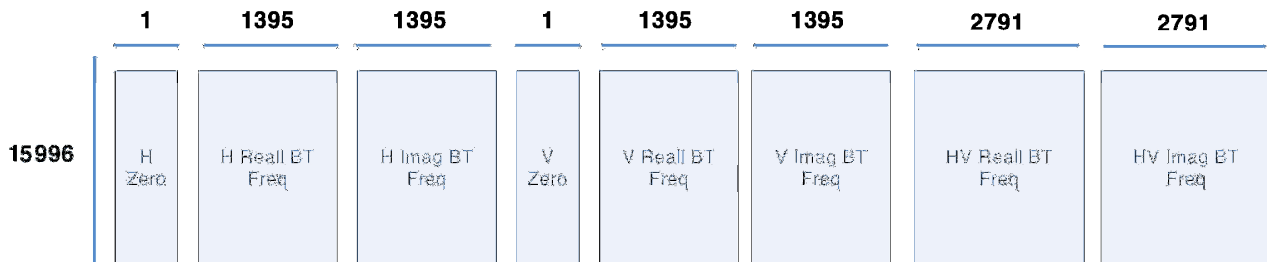 1 1395 1395 1 1395 1395 2791 2791
15996
H Zero
H Reall BT Freq
H Imag BT Freq
V Zero
V Reall BT Freq
V Imag BT Freq
HV Reall BT Freq
HV Imag BT Freq